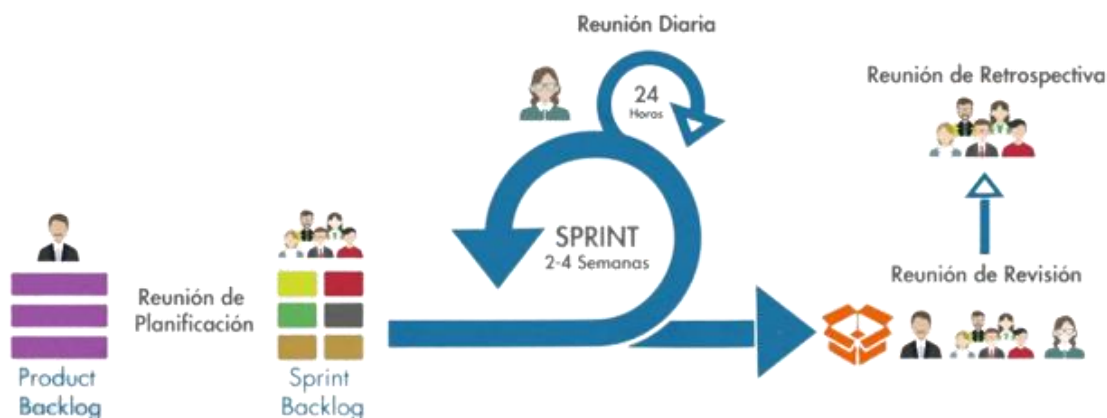 Reunión Diaria
24
Horas
Reunión de Retrospectiva
SPRINT
2-4 Semanas
Reunión de Revisión
Reunión de
Planificación
Product
Backlog
Sprint
Backlog